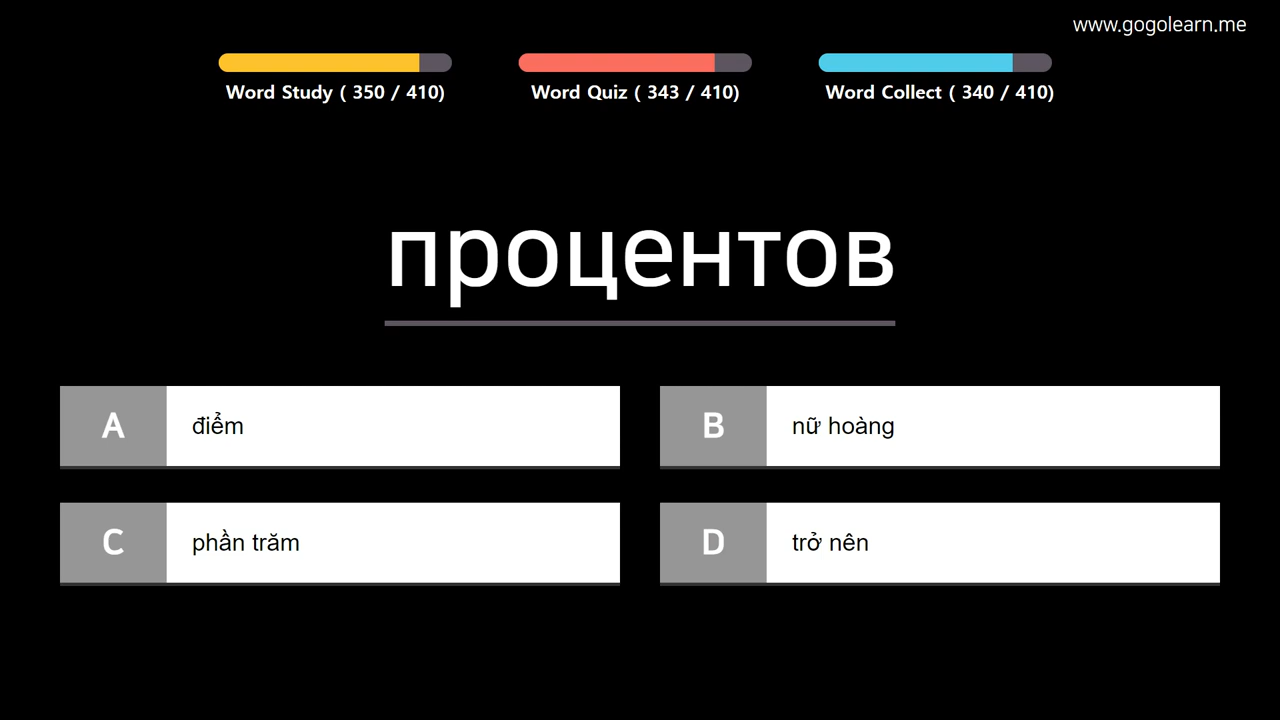 www.gogolearn.me
Word Study ( 350 / 410)
Word Quiz ( 343 / 410)
Word Collect ( 340 / 410)
процентов
A
điểm
B
nữ hoàng
C
phần trăm
D
trở nên